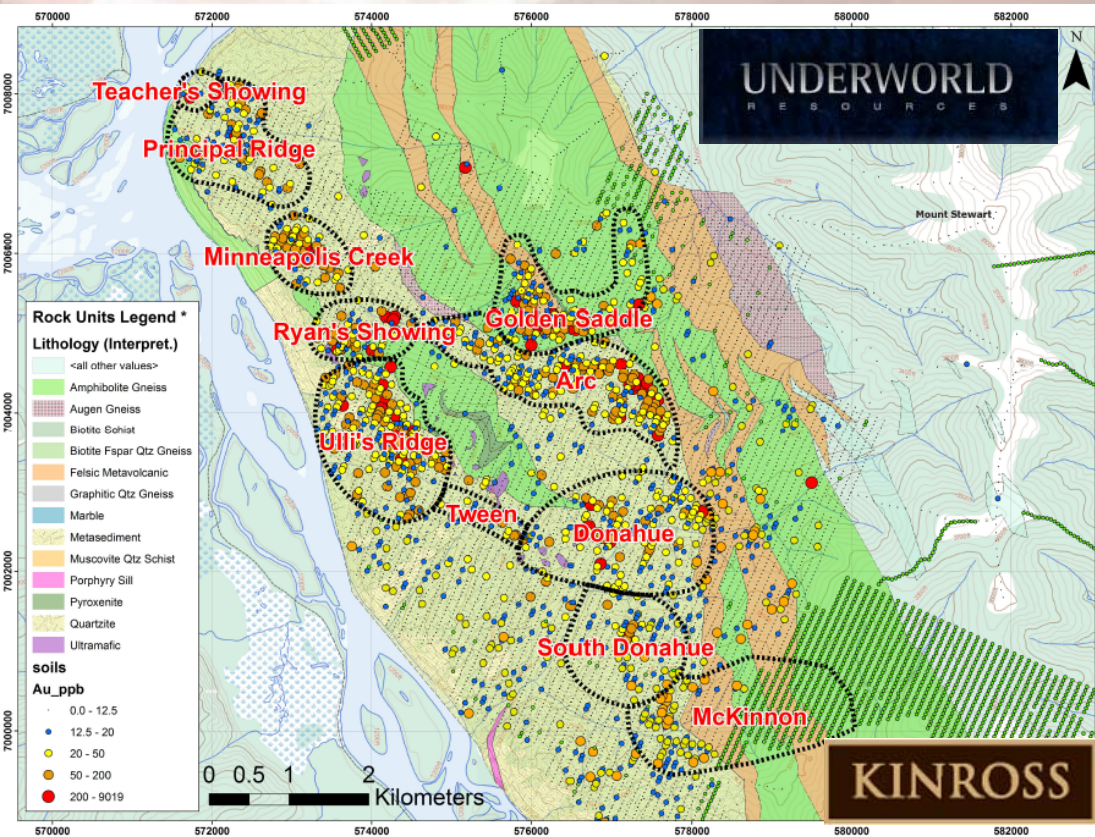 570000 572000 574000 576000 578000 580000 582000
N
UNDERWORLD
RESOURCES
7008000
7006000
7004000
7002000
7000000
Teacher's Showing
Principal Ridge
Mount Stewart
Minneapolis Creek
Ryan's Showing
Golden Saddle
Arc
Ulli's Ridge
Tween
Donahue
South Donahue
McKinnon
Rock Units Legend *
Lithology (Interpret.)
<all other values>
Amphibolite Gneiss
Augen Gneiss
Biotite Schist
Biotite Fspar Qtz Gneiss
Felsic Metavolcanic
Graphitic Qtz Gneiss
Marble
Metasediment
Muscovite Qtz Schist
Porphyry Sill
Pyroxenite
Quartzite
Ultramafic
soils
Au_ppb
0.0 - 12.5
12.5 - 20
20 - 50
50 - 200
200 - 9019
0 0.5 1 2
Kilometers
KINROSS
570000 572000 574000 576000 578000 580000 582000